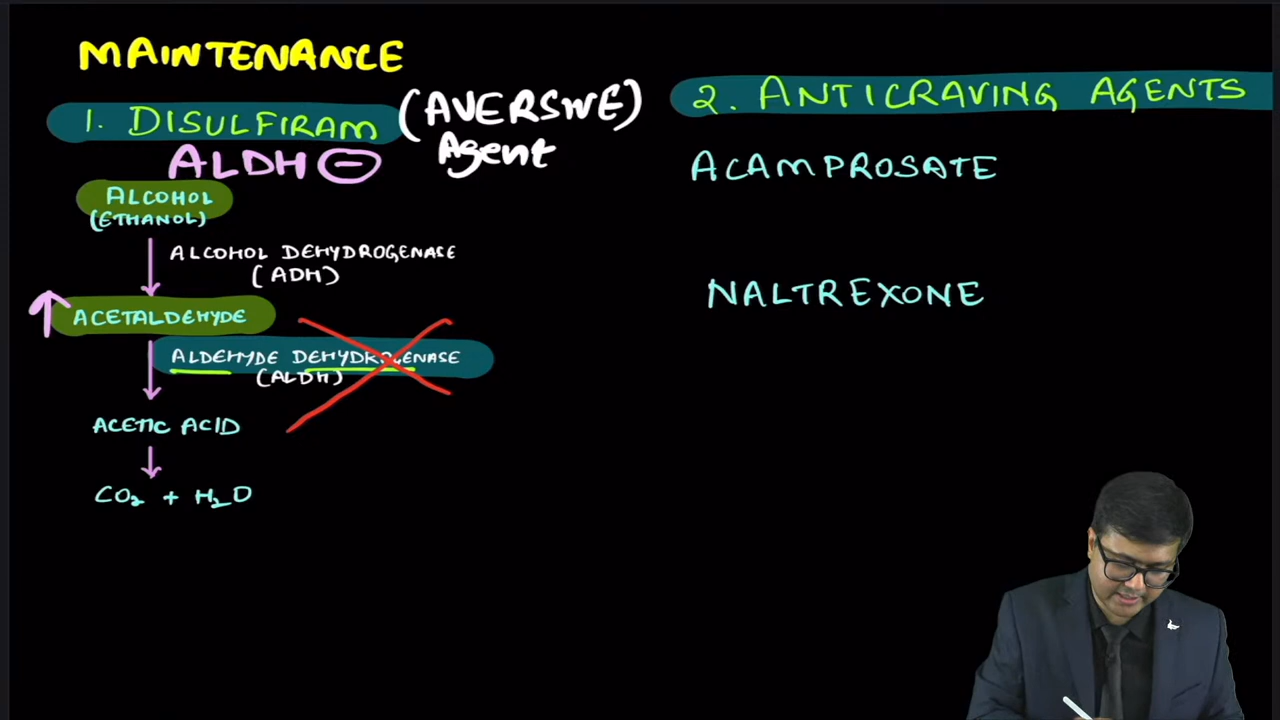 MAINTENANCE
1. DISULFIRAM (AVERSIVE)
Agent
ALDH ⊖
ALCOHOL
(ETHANOL)
ALCOHOL DEHYDROGENASE
(ADH)
↑ ACETALDEHYDE
ALDEHYDE DEHYDROGENASE
(ALDH)
ACETIC ACID
CO₂ + H₂O
2. ANTICRAVING AGENTS
ACAMPROSATE
NALTREXONE